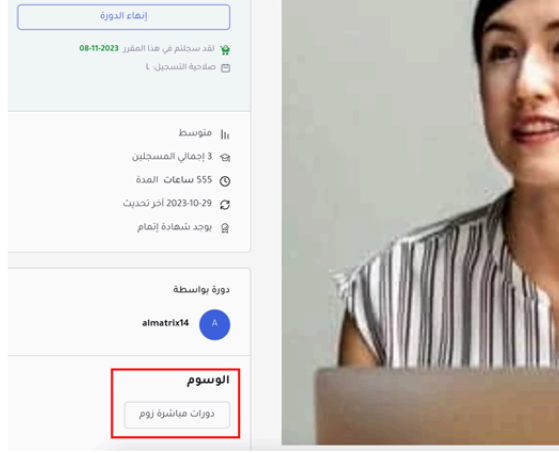 إنهاء الدورة
لقد سجلتم في هذا المقرر 08-11-2023
صلاحية التسجيل: L
متوسط
3 إجمالي المسجلين
555 ساعات المدة
2023-10-29 آخر تحديث
يوجد شهادة إتمام
دورة بواسطة
A almatrix14
الوسوم
دورات مباشرة زوم